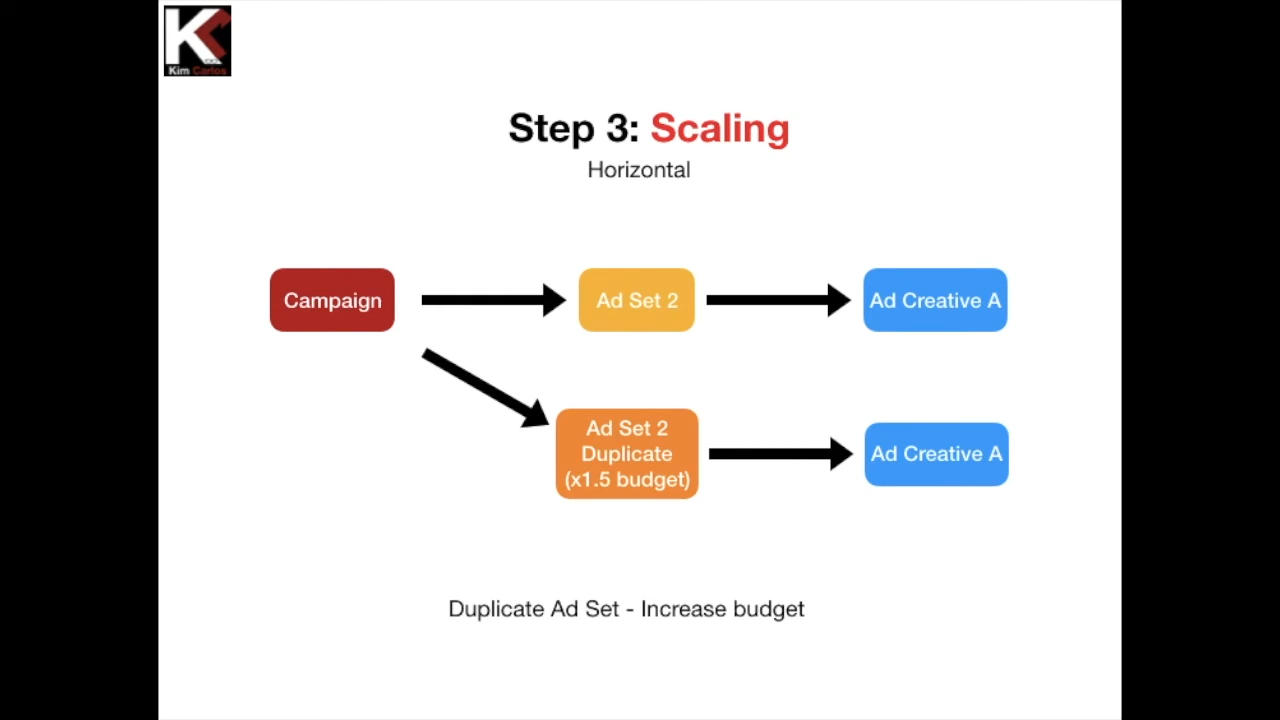 Kim Carlos
Step 3: Scaling
Horizontal
Campaign
Ad Set 2
Ad Creative A
Ad Set 2
Duplicate
(x1.5 budget)
Ad Creative A
Duplicate Ad Set - Increase budget